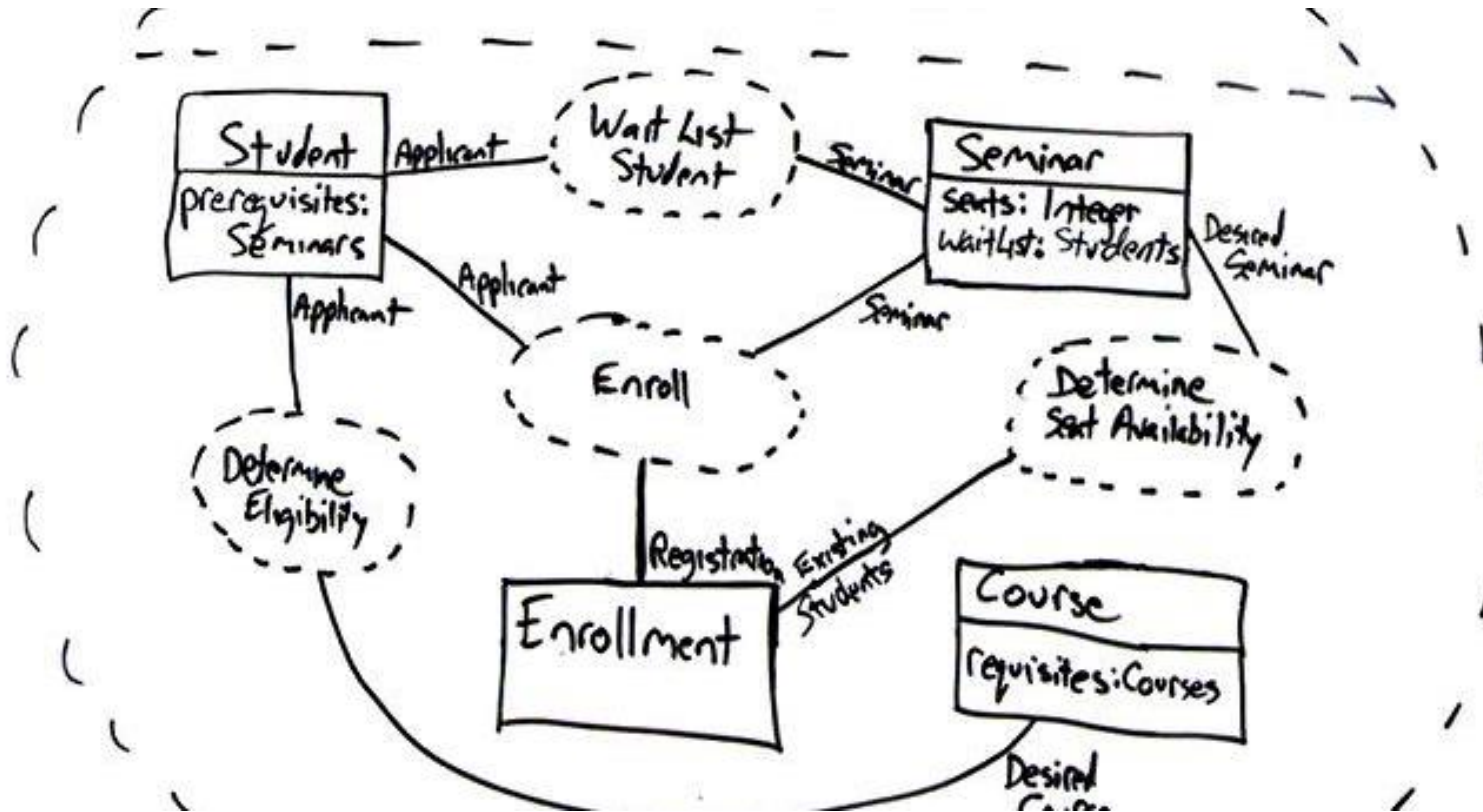 Student
prerequisites:
Seminars
Applicant
Wait List
Student
Seminar
Seminar
seats: Integer
WaitList: Students
Desired
Seminar
Applicant
Applicant
Enroll
Seminar
Determine
Seat Availability
Determine
Eligibility
Registration
Existing
Students
Enrollment
Course
requisites: Courses
Desired
Course